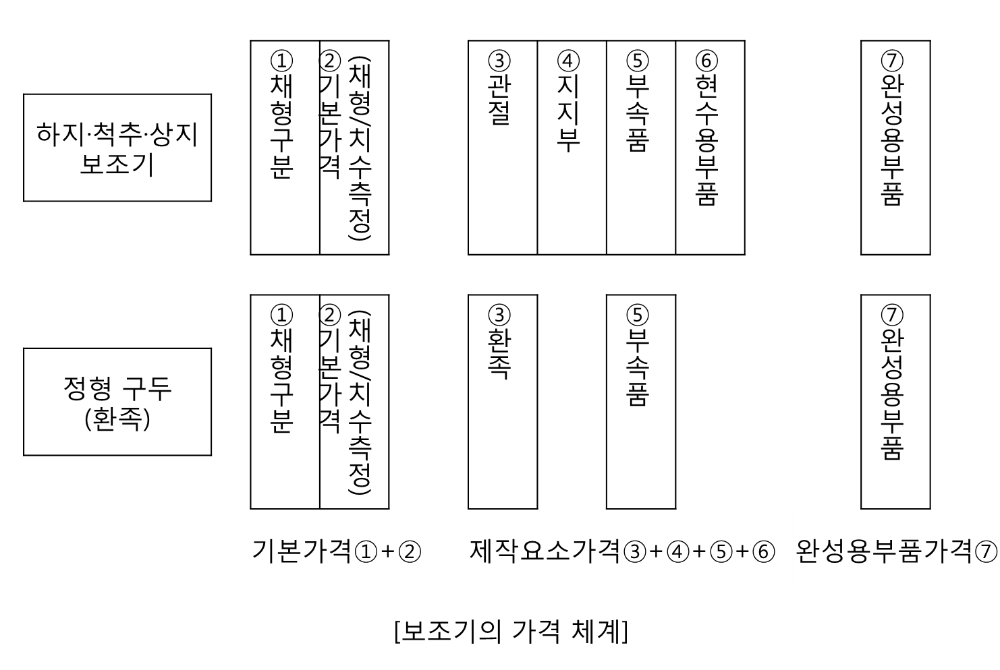 하지·척추·상지
보조기
①채형구분
②기본가격
(채형/치수측정)
③관절
④지지부
⑤부속품
⑥현수용부품
⑦완성용부품
정형 구두
(환족)
①채형구분
②기본가격
(채형/치수측정)
③환족
⑤부속품
⑦완성용부품
기본가격①+②
제작요소가격③+④+⑤+⑥
완성용부품가격⑦
[보조기의 가격 체계]